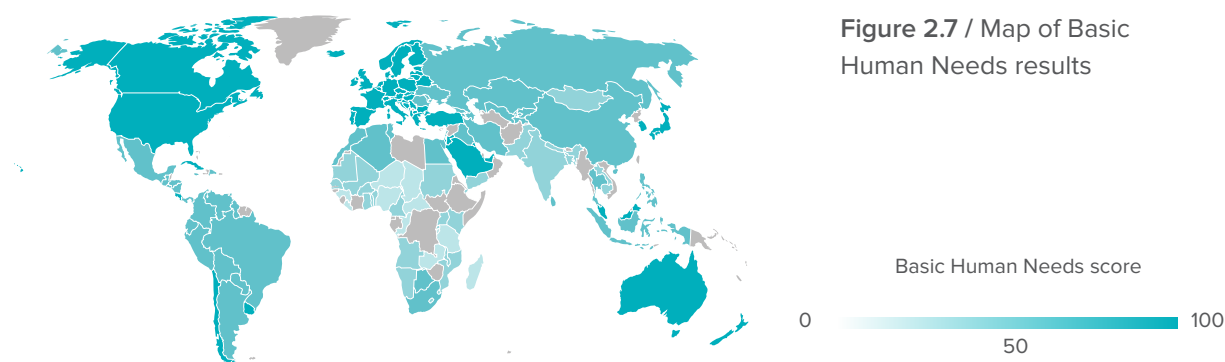 Figure 2.7 / Map of Basic
Human Needs results
Basic Human Needs score
0
100
50